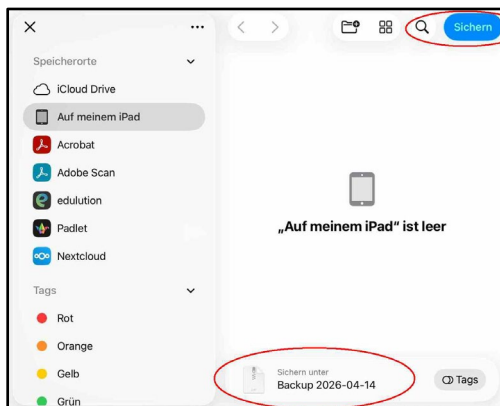 Sichern
Speicherorte
iCloud Drive
Auf meinem iPad
Acrobat
Adobe Scan
edulution
Padlet
Nextcloud
Tags
Rot
Orange
Gelb
Grün
„Auf meinem iPad“ ist leer
Sichern unter
Backup 2026-04-14
Tags